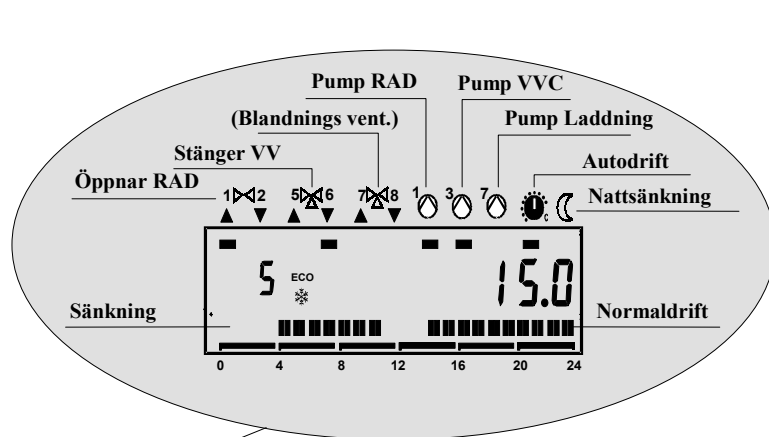 Pump RAD
Pump VVC
(Blandnings vent.)
Pump Laddning
Stänger VV
Autodrift
Öppnar RAD
Nattsänkning
1 2 5 6 7 8 1 3 7 c
5 ECO 15.0
Sänkning
Normaldrift
0 4 8 12 16 20 24